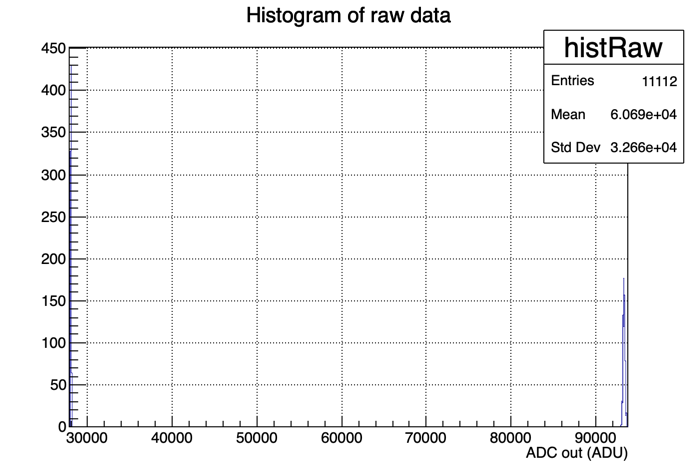 Histogram of raw data
histRaw
Entries 11112
Mean 6.069e+04
Std Dev 3.266e+04
450
400
350
300
250
200
150
100
50
0
30000 40000 50000 60000 70000 80000 90000
ADC out (ADU)